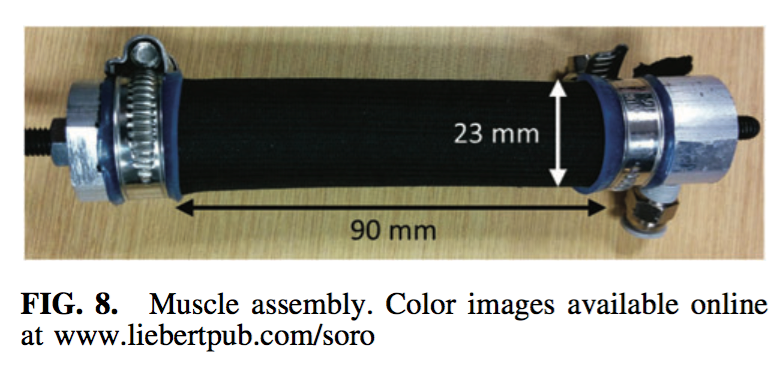 23 mm
90 mm
FIG. 8. Muscle assembly. Color images available online
at www.liebertpub.com/soro